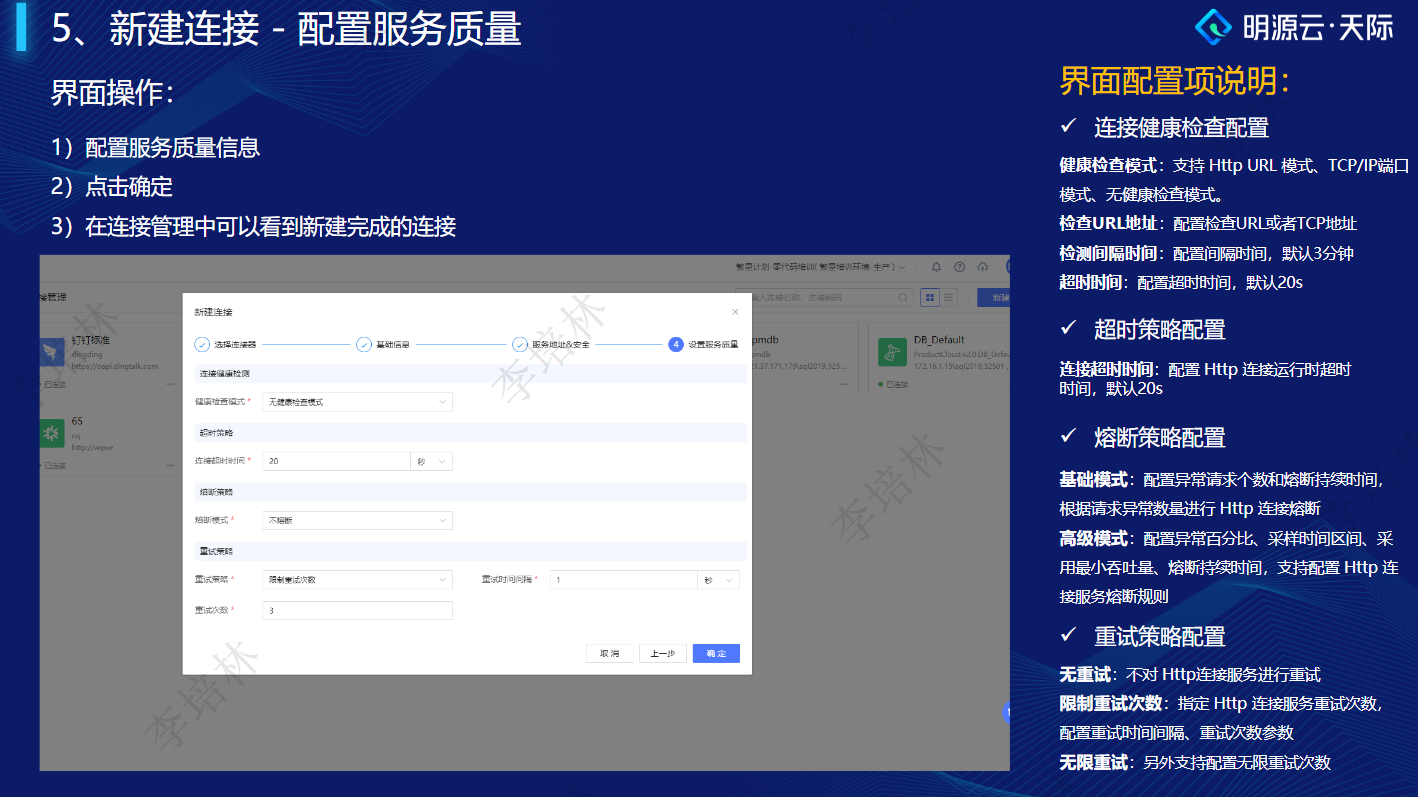 5、新建连接 - 配置服务质量
明源云·天际
界面操作：
1）配置服务质量信息
2）点击确定
3）在连接管理中可以看到新建完成的连接
繁星计划-零代码培训( 繁星培训环境-生产 )
接管理
输入连接名称、连接编码
新建
钉钉标准
dingding
https://oapi.dingtalk.com
已连接
65
eq
http://wqwe
已连接
pmdb
pmdb
21.37.171.179\sql2019,325...
DB_Default
ProductCloud.v2.0.DB_Defau
172.16.1.15\sql2019,32501 ,
已连接
新建连接
选择连接器
基础信息
服务地址&安全
4 设置服务质量
连接健康检测
健康检查模式 * 无健康检查模式
超时策略
连接超时时间 * 20 秒
熔断策略
熔断模式 * 不熔断
重试策略
重试策略 * 限制重试次数 重试时间间隔 * 1 秒
重试次数 * 3
取 消 上一步 确 定
界面配置项说明：
✓ 连接健康检查配置
健康检查模式：支持 Http URL 模式、TCP/IP端口
模式、无健康检查模式。
检查URL地址：配置检查URL或者TCP地址
检测间隔时间：配置间隔时间，默认3分钟
超时时间：配置超时时间，默认20s
✓ 超时策略配置
连接超时时间：配置 Http 连接运行时超时
时间，默认20s
✓ 熔断策略配置
基础模式：配置异常请求个数和熔断持续时间，
根据请求异常数量进行 Http 连接熔断
高级模式：配置异常百分比、采样时间区间、采
用最小吞吐量、熔断持续时间，支持配置 Http 连
接服务熔断规则
✓ 重试策略配置
无重试：不对 Http连接服务进行重试
限制重试次数：指定 Http 连接服务重试次数，
配置重试时间间隔、重试次数参数
无限重试：另外支持配置无限重试次数
李培林
李培林
李培林
李培林